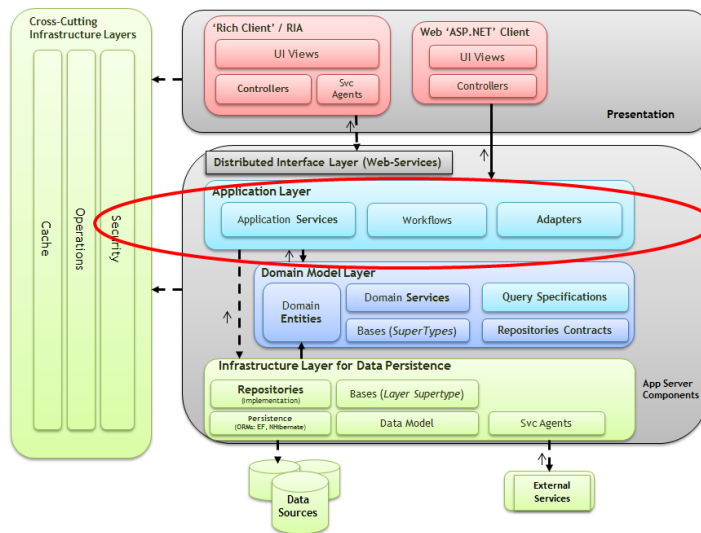 Cross-Cutting
Infrastructure Layers
Cache
Operations
Security
‘Rich Client’ / RIA
UI Views
Controllers
Svc
Agents
Web ‘ASP.NET’ Client
UI Views
Controllers
Presentation
Distributed Interface Layer (Web-Services)
Application Layer
Application Services
Workflows
Adapters
Domain Model Layer
Domain
Entities
Domain Services
Query Specifications
Bases (SuperTypes)
Repositories Contracts
Infrastructure Layer for Data Persistence
Repositories
(implementation)
Bases (Layer Supertype)
Persistence
(ORMs: EF, NHibernate)
Data Model
Svc Agents
App Server
Components
Data
Sources
External
Services